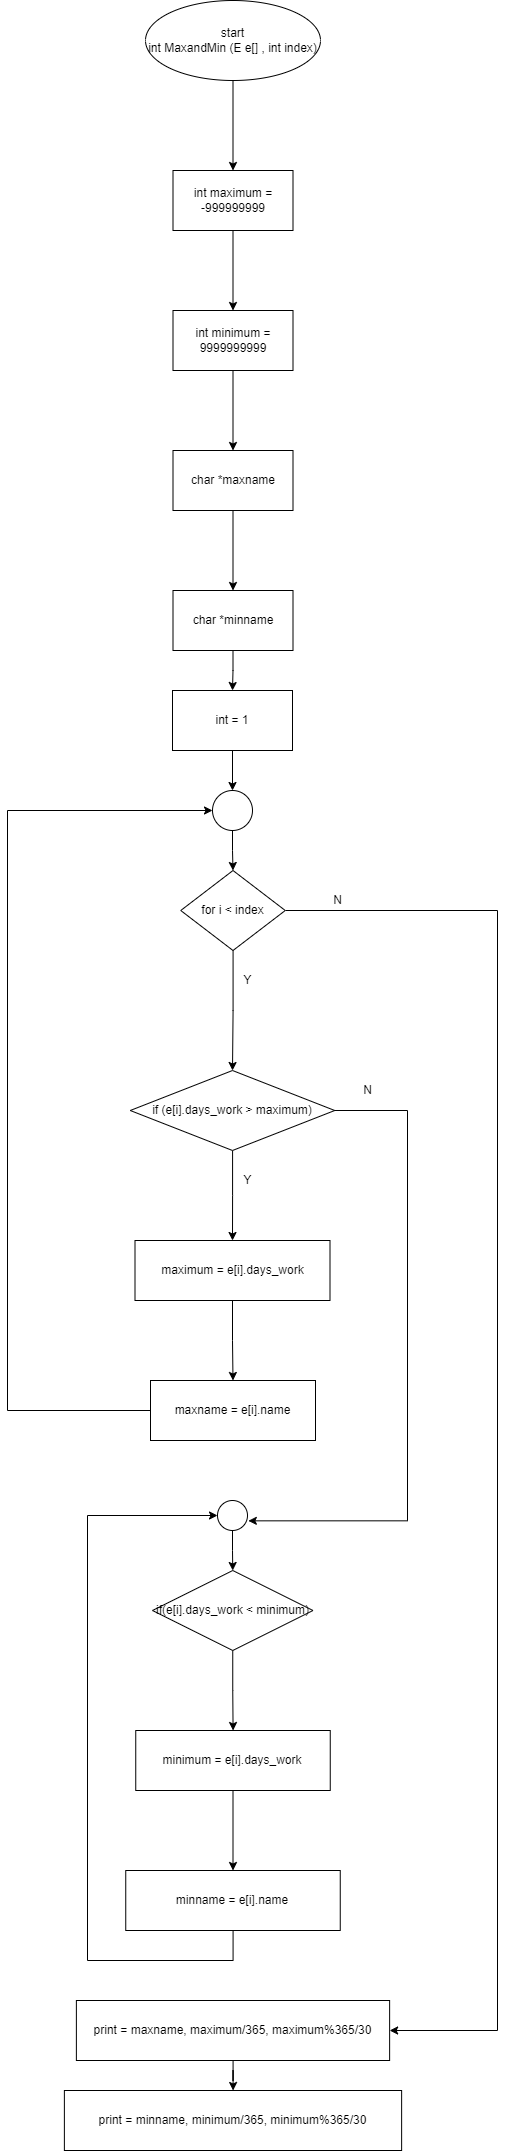 start
int MaxandMin (E e[] , int index)
int maximum =
-999999999
int minimum =
9999999999
char *maxname
char *minname
int = 1
for i < index
N
Y
if (e[i].days_work > maximum)
N
Y
maximum = e[i].days_work
maxname = e[i].name
if(e[i].days_work < minimum)
minimum = e[i].days_work
minname = e[i].name
print = maxname, maximum/365, maximum%365/30
print = minname, minimum/365, minimum%365/30